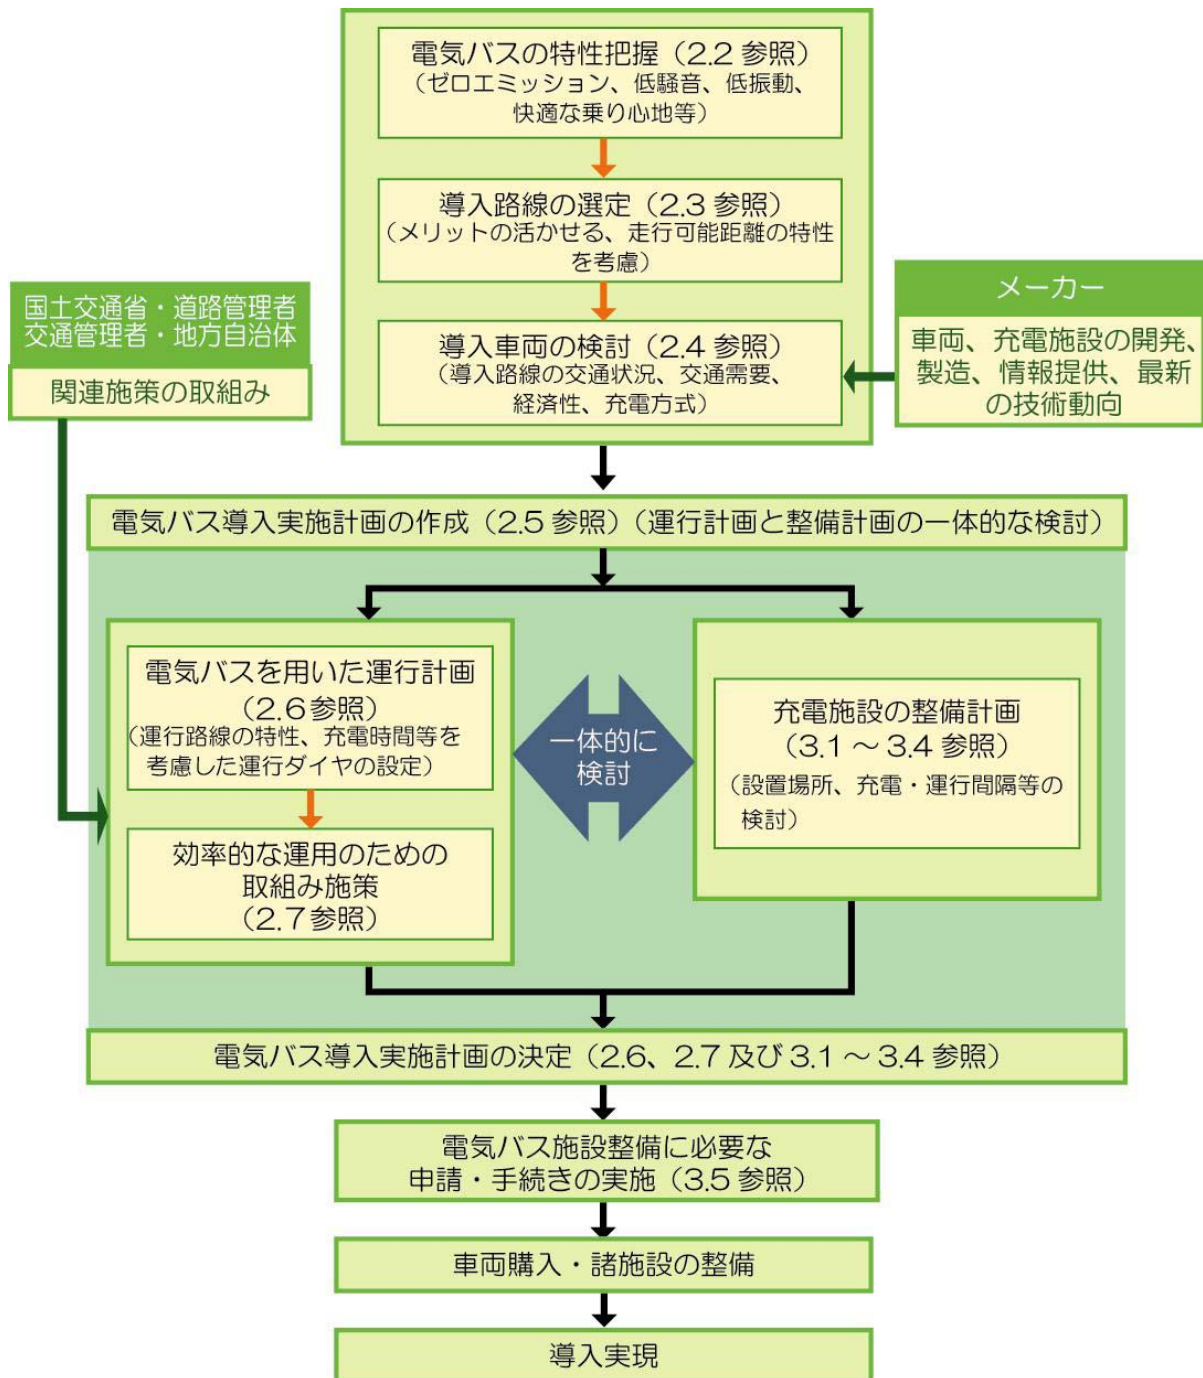 電気バスの特性把握（2.2 参照）
（ゼロエミッション、低騒音、低振動、
快適な乗り心地等）
導入路線の選定（2.3 参照）
（メリットの活かせる、走行可能距離の特性
を考慮）
導入車両の検討（2.4 参照）
（導入路線の交通状況、交通需要、
経済性、充電方式）
国土交通省・道路管理者
交通管理者・地方自治体
関連施策の取組み
メーカー
車両、充電施設の開発、
製造、情報提供、最新
の技術動向
電気バス導入実施計画の作成（2.5 参照）（運行計画と整備計画の一体的な検討）
電気バスを用いた運行計画
（2.6 参照）
（運行路線の特性、充電時間等を
考慮した運行ダイヤの設定）
効率的な運用のための
取組み施策
（2.7 参照）
一体的に
検討
充電施設の整備計画
（3.1 ～ 3.4 参照）
（設置場所、充電・運行間隔等の
検討）
電気バス導入実施計画の決定（2.6、2.7 及び 3.1 ～ 3.4 参照）
電気バス施設整備に必要な
申請・手続きの実施（3.5 参照）
車両購入・諸施設の整備
導入実現